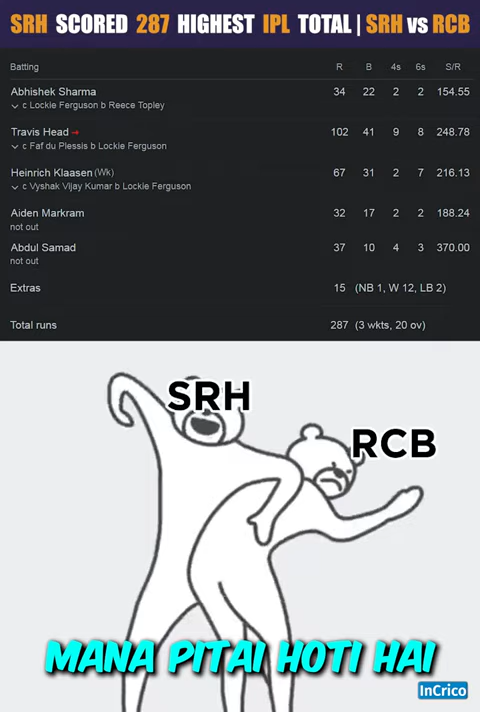 SRH SCORED 287 HIGHEST IPL TOTAL | SRH vs RCB
Batting R B 4s 6s S/R
Abhishek Sharma 34 22 2 2 154.55
c Lockie Ferguson b Reece Topley
Travis Head → 102 41 9 8 248.78
c Faf du Plessis b Lockie Ferguson
Heinrich Klaasen (Wk) 67 31 2 7 216.13
c Vyshak Vijay Kumar b Lockie Ferguson
Aiden Markram 32 17 2 2 188.24
not out
Abdul Samad 37 10 4 3 370.00
not out
Extras 15 (NB 1, W 12, LB 2)
Total runs 287 (3 wkts, 20 ov)
SRH
RCB
MANA PITAI HOTI HAI
InCrico